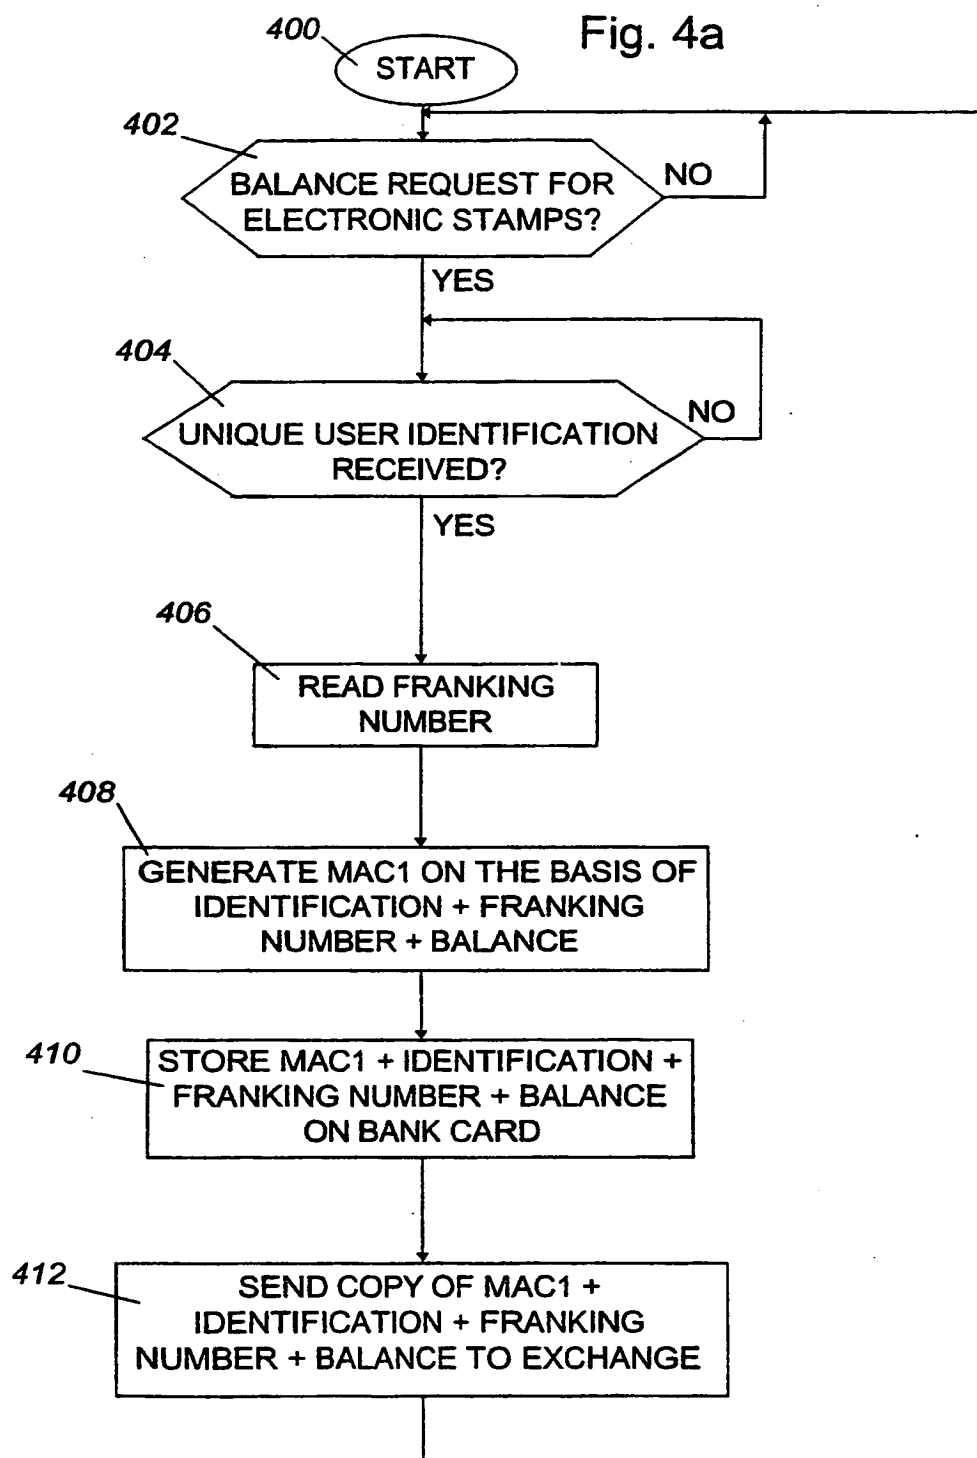 Fig. 4a
400
START
402
BALANCE REQUEST FOR
ELECTRONIC STAMPS?
NO
YES
404
UNIQUE USER IDENTIFICATION
RECEIVED?
NO
YES
406
READ FRANKING
NUMBER
408
GENERATE MAC1 ON THE BASIS OF
IDENTIFICATION + FRANKING
NUMBER + BALANCE
410
STORE MAC1 + IDENTIFICATION +
FRANKING NUMBER + BALANCE
ON BANK CARD
412
SEND COPY OF MAC1 +
IDENTIFICATION + FRANKING
NUMBER + BALANCE TO EXCHANGE